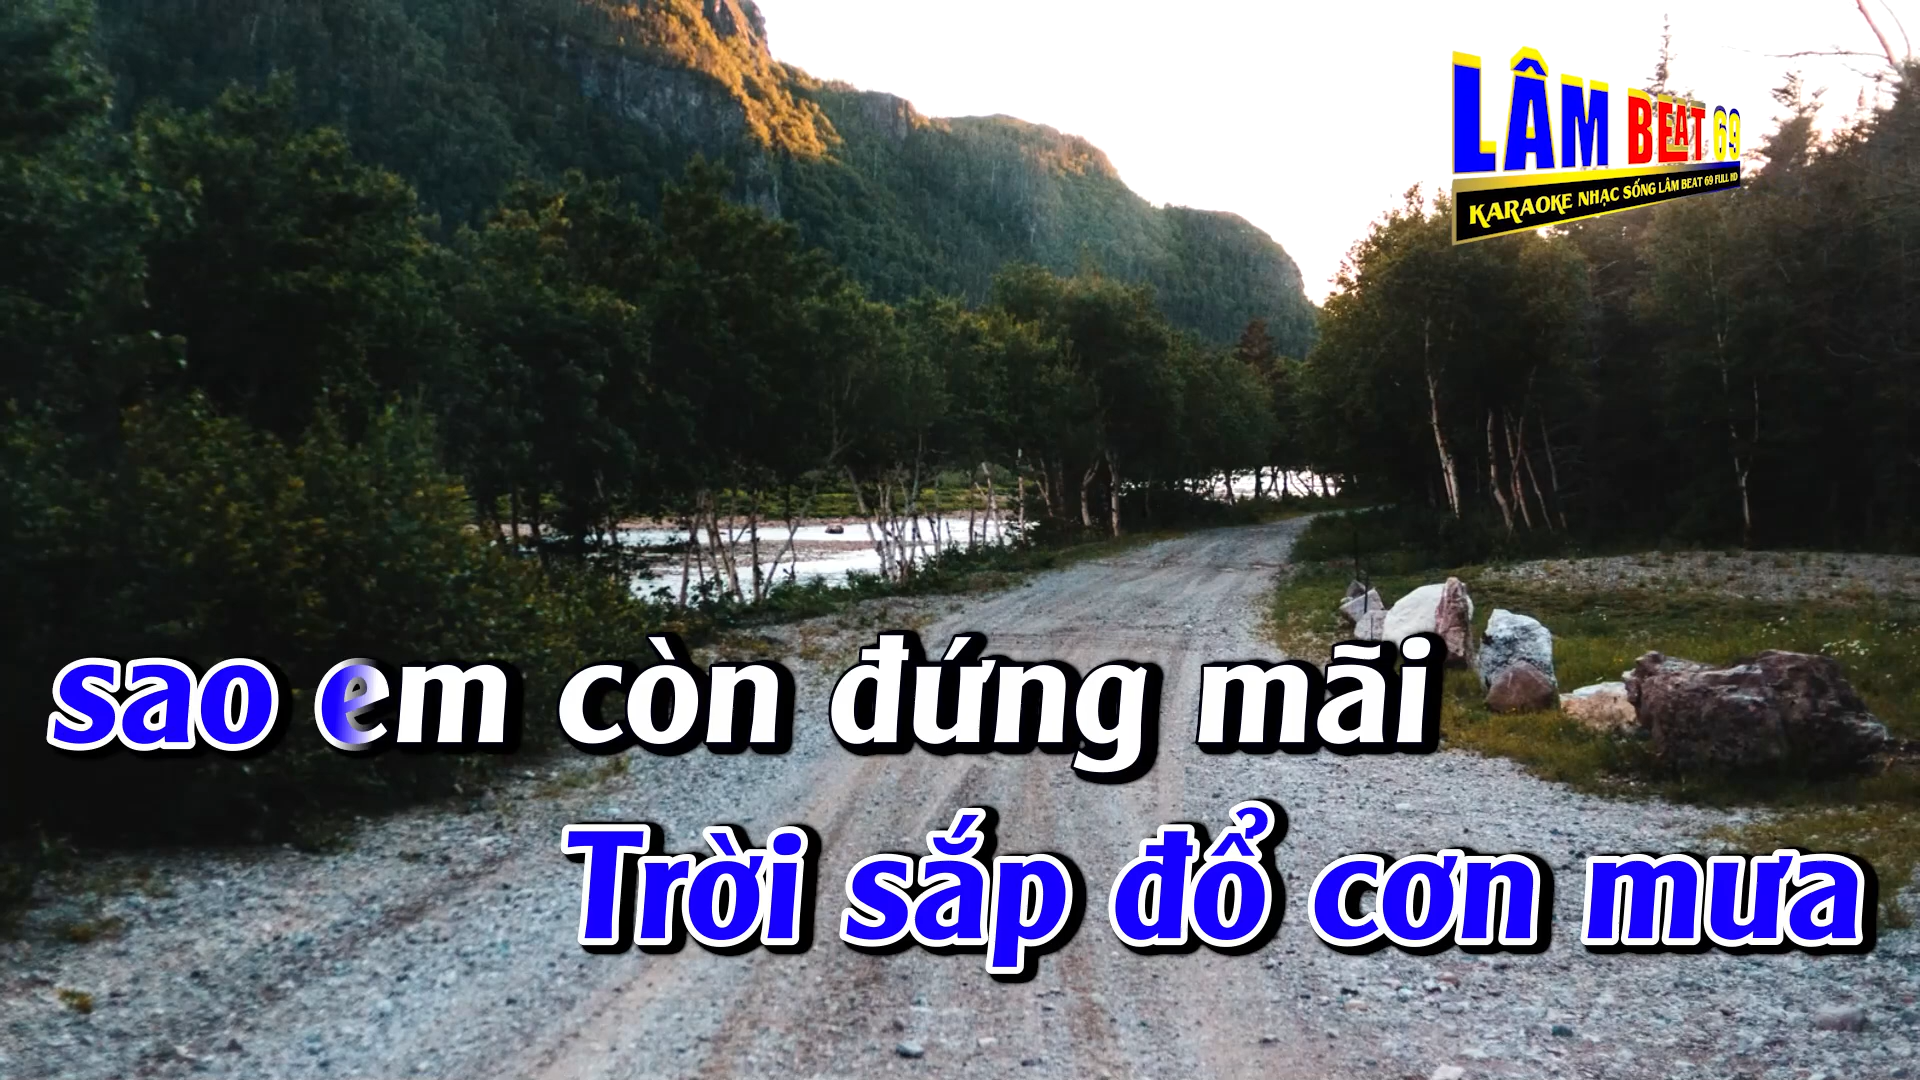 LÂM BEAT 69
KARAOKE NHẠC SỐNG LÂM BEAT 69 FULL HD
sao em còn đứng mãi
Trời sắp đổ cơn mưa